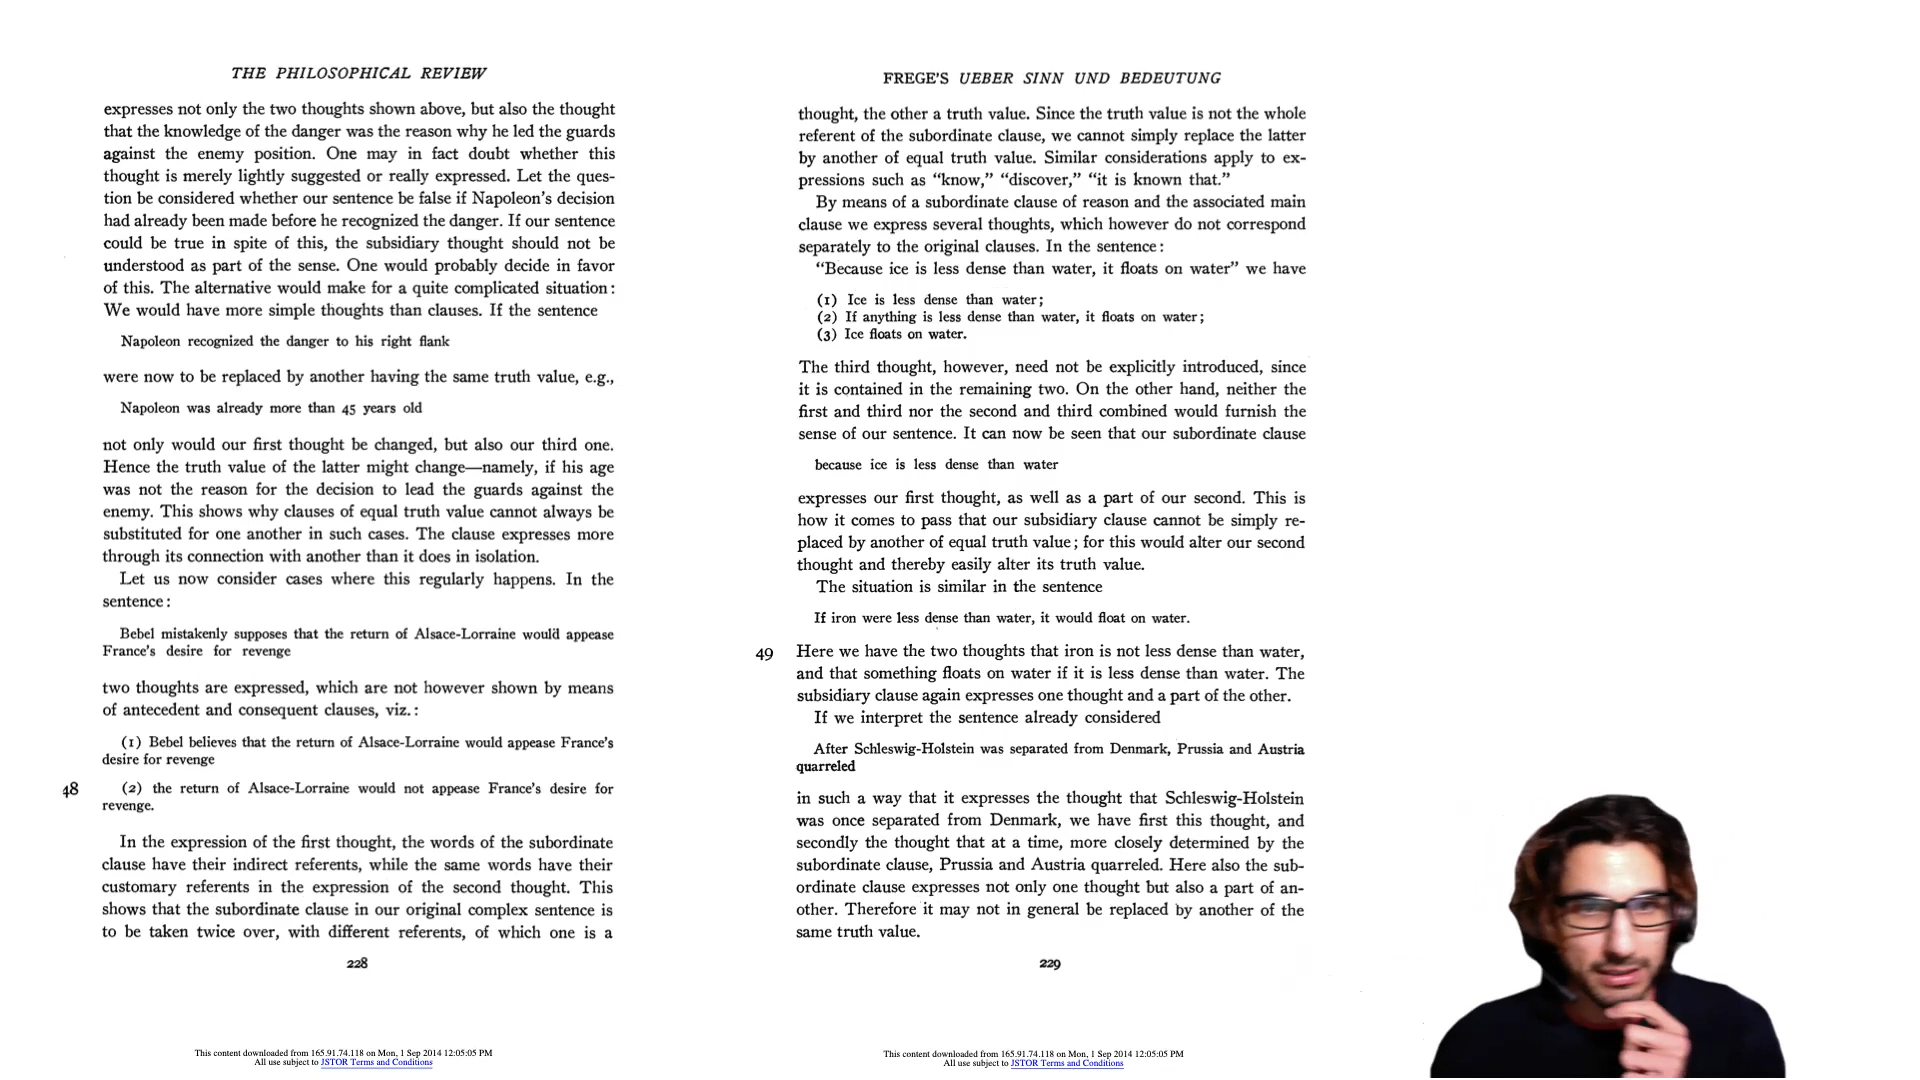 THE PHILOSOPHICAL REVIEW
expresses not only the two thoughts shown above, but also the thought
that the knowledge of the danger was the reason why he led the guards
against the enemy position. One may in fact doubt whether this
thought is merely lightly suggested or really expressed. Let the ques-
tion be considered whether our sentence be false if Napoleon's decision
had already been made before he recognized the danger. If our sentence
could be true in spite of this, the subsidiary thought should not be
understood as part of the sense. One would probably decide in favor
of this. The alternative would make for a quite complicated situation:
We would have more simple thoughts than clauses. If the sentence
Napoleon recognized the danger to his right flank
were now to be replaced by another having the same truth value, e.g.,
Napoleon was already more than 45 years old
not only would our first thought be changed, but also our third one.
Hence the truth value of the latter might change—namely, if his age
was not the reason for the decision to lead the guards against the
enemy. This shows why clauses of equal truth value cannot always be
substituted for one another in such cases. The clause expresses more
through its connection with another than it does in isolation.
Let us now consider cases where this regularly happens. In the
sentence:
Bebel mistakenly supposes that the return of Alsace-Lorraine would appease
France's desire for revenge
two thoughts are expressed, which are not however shown by means
of antecedent and consequent clauses, viz.:
(1) Bebel believes that the return of Alsace-Lorraine would appease France's
desire for revenge
48 (2) the return of Alsace-Lorraine would not appease France's desire for
revenge.
In the expression of the first thought, the words of the subordinate
clause have their indirect referents, while the same words have their
customary referents in the expression of the second thought. This
shows that the subordinate clause in our original complex sentence is
to be taken twice over, with different referents, of which one is a
228
This content downloaded from 165.91.74.118 on Mon, 1 Sep 2014 12:05:05 PM
All use subject to JSTOR Terms and Conditions
FREGE'S UEBER SINN UND BEDEUTUNG
thought, the other a truth value. Since the truth value is not the whole
referent of the subordinate clause, we cannot simply replace the latter
by another of equal truth value. Similar considerations apply to ex-
pressions such as "know," "discover," "it is known that."
By means of a subordinate clause of reason and the associated main
clause we express several thoughts, which however do not correspond
separately to the original clauses. In the sentence:
"Because ice is less dense than water, it floats on water" we have
(1) Ice is less dense than water;
(2) If anything is less dense than water, it floats on water;
(3) Ice floats on water.
The third thought, however, need not be explicitly introduced, since
it is contained in the remaining two. On the other hand, neither the
first and third nor the second and third combined would furnish the
sense of our sentence. It can now be seen that our subordinate clause
because ice is less dense than water
expresses our first thought, as well as a part of our second. This is
how it comes to pass that our subsidiary clause cannot be simply re-
placed by another of equal truth value; for this would alter our second
thought and thereby easily alter its truth value.
The situation is similar in the sentence
If iron were less dense than water, it would float on water.
49 Here we have the two thoughts that iron is not less dense than water,
and that something floats on water if it is less dense than water. The
subsidiary clause again expresses one thought and a part of the other.
If we interpret the sentence already considered
After Schleswig-Holstein was separated from Denmark, Prussia and Austria
quarreled
in such a way that it expresses the thought that Schleswig-Holstein
was once separated from Denmark, we have first this thought, and
secondly the thought that at a time, more closely determined by the
subordinate clause, Prussia and Austria quarreled. Here also the sub-
ordinate clause expresses not only one thought but also a part of an-
other. Therefore it may not in general be replaced by another of the
same truth value.
229
This content downloaded from 165.91.74.118 on Mon, 1 Sep 2014 12:05:05 PM
All use subject to JSTOR Terms and Conditions